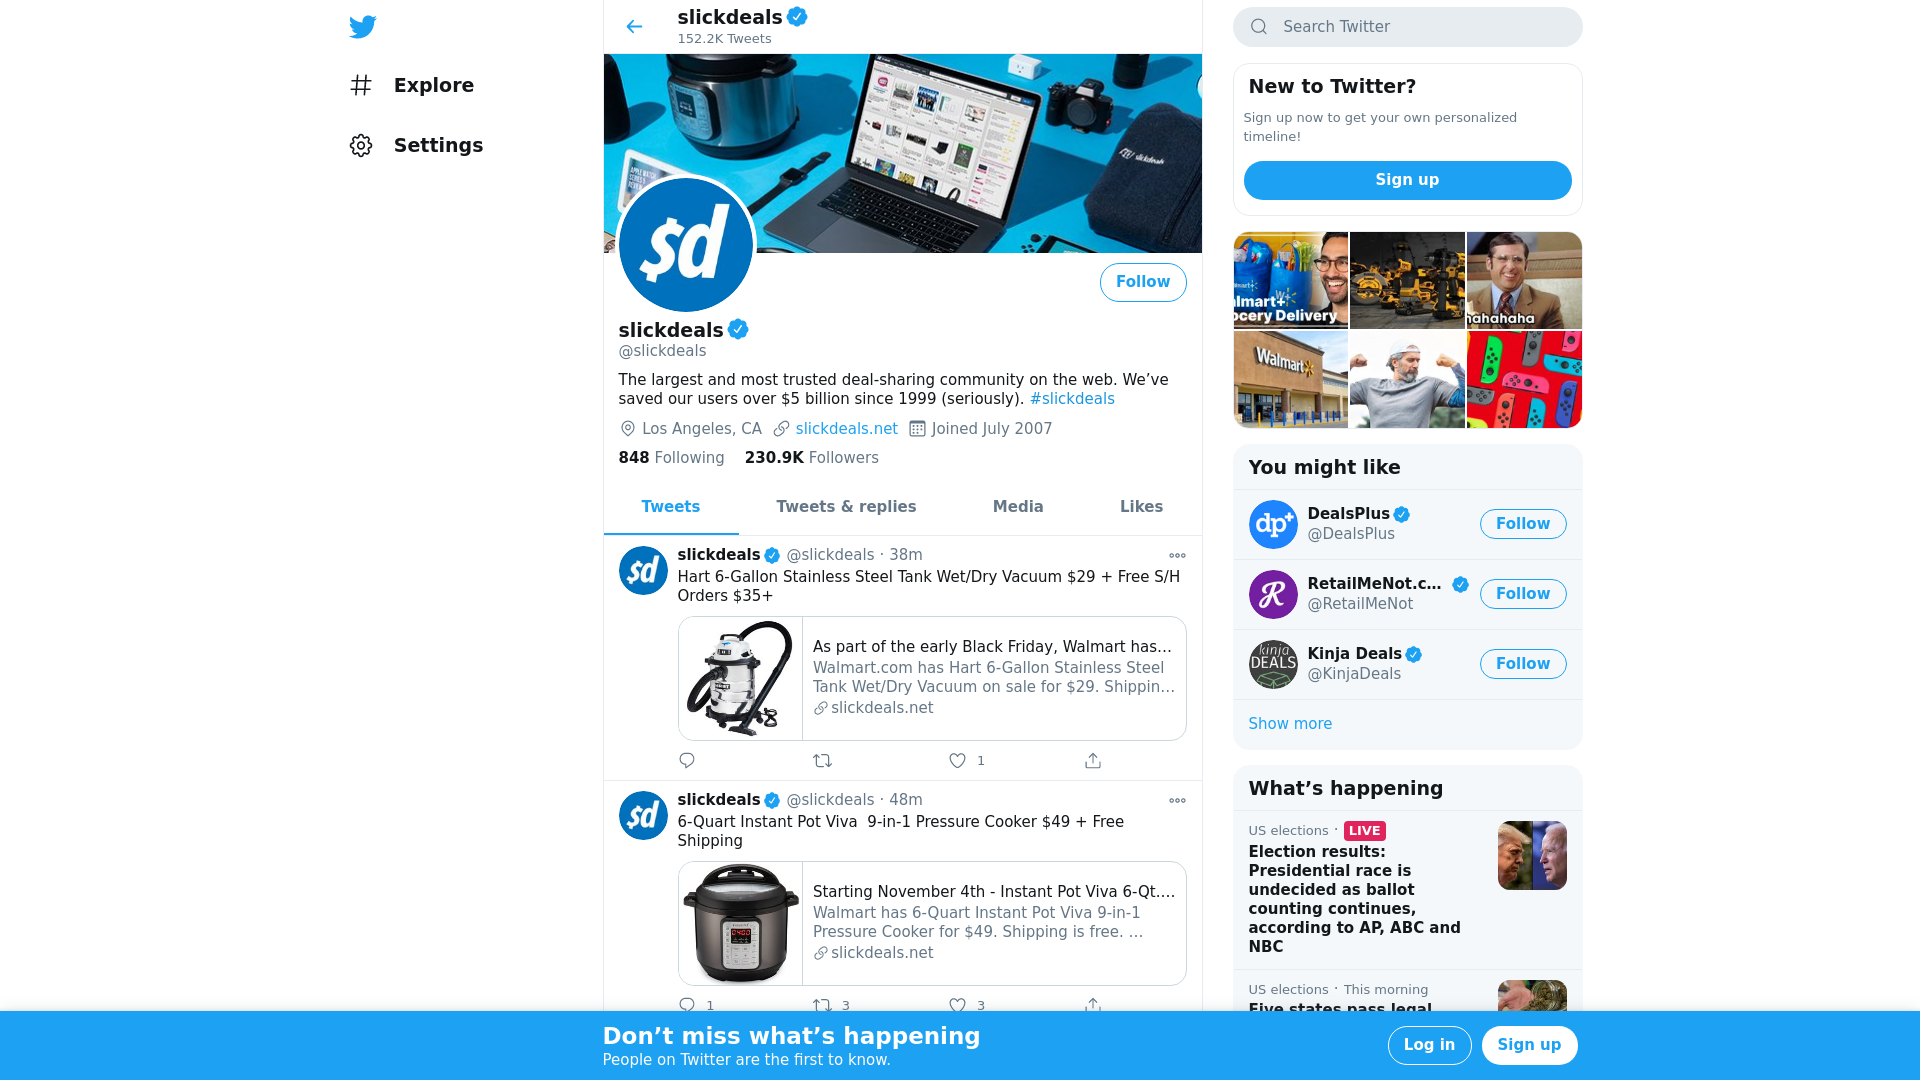 Explore
Settings
slickdeals
152.2K Tweets
slickdeals
$d
Follow
slickdeals
@slickdeals
The largest and most trusted deal-sharing community on the web. We’ve
saved our users over $5 billion since 1999 (seriously). #slickdeals
Los Angeles, CA slickdeals.net Joined July 2007
848 Following 230.9K Followers
Tweets Tweets & replies Media Likes
$d
slickdeals @slickdeals · 38m
Hart 6-Gallon Stainless Steel Tank Wet/Dry Vacuum $29 + Free S/H
Orders $35+
As part of the early Black Friday, Walmart has...
Walmart.com has Hart 6-Gallon Stainless Steel
Tank Wet/Dry Vacuum on sale for $29. Shippin...
slickdeals.net
1
$d
slickdeals @slickdeals · 48m
6-Quart Instant Pot Viva 9-in-1 Pressure Cooker $49 + Free
Shipping
Starting November 4th - Instant Pot Viva 6-Qt....
Walmart has 6-Quart Instant Pot Viva 9-in-1
Pressure Cooker for $49. Shipping is free. ...
slickdeals.net
1 3 3
Search Twitter
New to Twitter?
Sign up now to get your own personalized
timeline!
Sign up
lmart+
ocery Delivery
hahahaha
Walmart
You might like
dp+
DealsPlus
@DealsPlus
Follow
R
RetailMeNot.c...
@RetailMeNot
Follow
kinja
DEALS
Kinja Deals
@KinjaDeals
Follow
Show more
What’s happening
US elections · LIVE
Election results:
Presidential race is
undecided as ballot
counting continues,
according to AP, ABC and
NBC
US elections · This morning
Five states pass legal
Don’t miss what’s happening
People on Twitter are the first to know.
Log in
Sign up